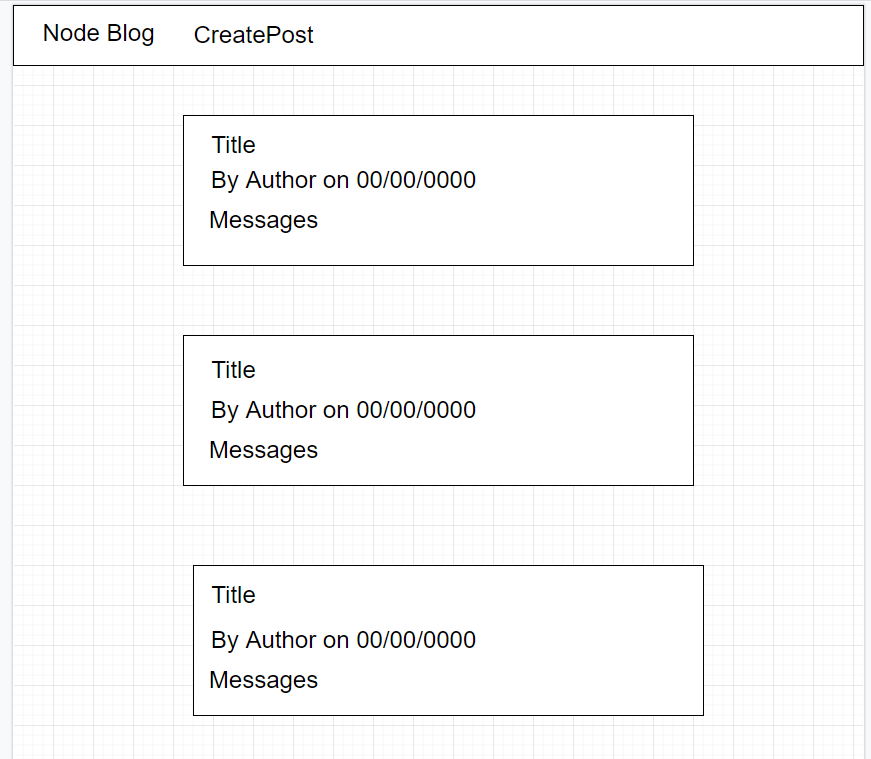 Node Blog CreatePost
Title
By Author on 00/00/0000
Messages
Title
By Author on 00/00/0000
Messages
Title
By Author on 00/00/0000
Messages